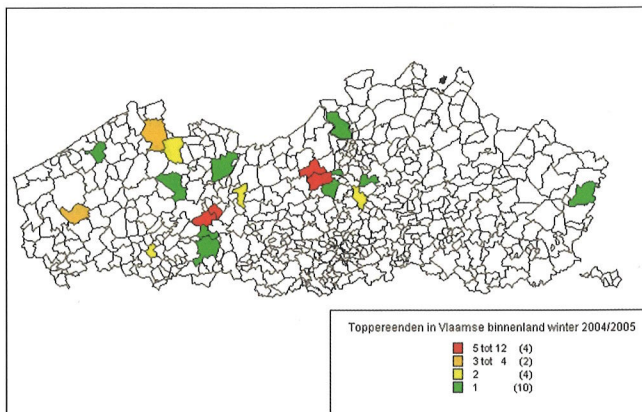 Toppereenden in Vlaamse binnenland winter 2004/2005
5 tot 12 (4)
3 tot 4 (2)
2 (4)
1 (10)